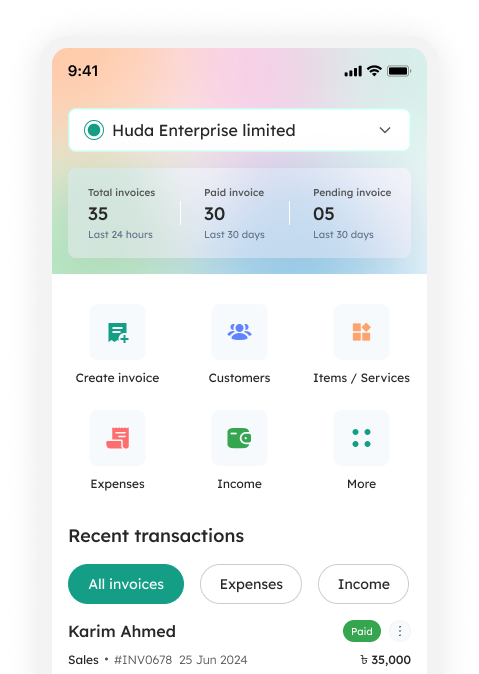 9:41
Huda Enterprise limited
Total invoices Paid invoice Pending invoice
35 30 05
Last 24 hours Last 30 days Last 30 days
Create invoice Customers Items / Services
Expenses Income More
Recent transactions
All invoices Expenses Income
Karim Ahmed Paid
Sales • #INV0678 25 Jun 2024 ৳ 35,000